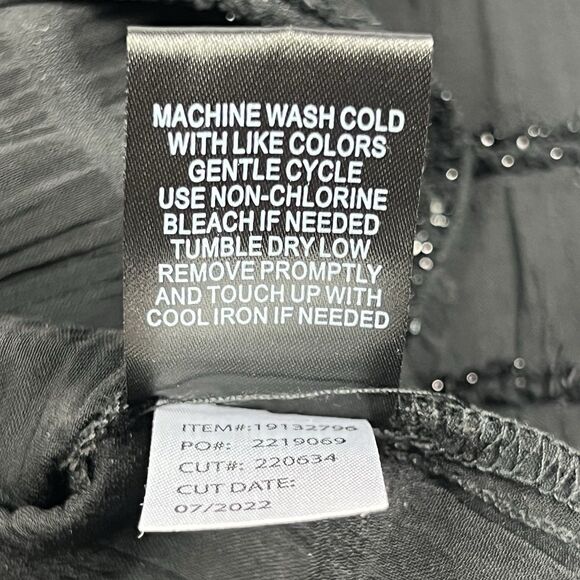 MACHINE WASH COLD
WITH LIKE COLORS
GENTLE CYCLE
USE NON-CHLORINE
BLEACH IF NEEDED
TUMBLE DRY LOW
REMOVE PROMPTLY
AND TOUCH UP WITH
COOL IRON IF NEEDED
ITEM#: 19132796
PO#: 2219069
CUT#: 220634
CUT DATE:
07/2022